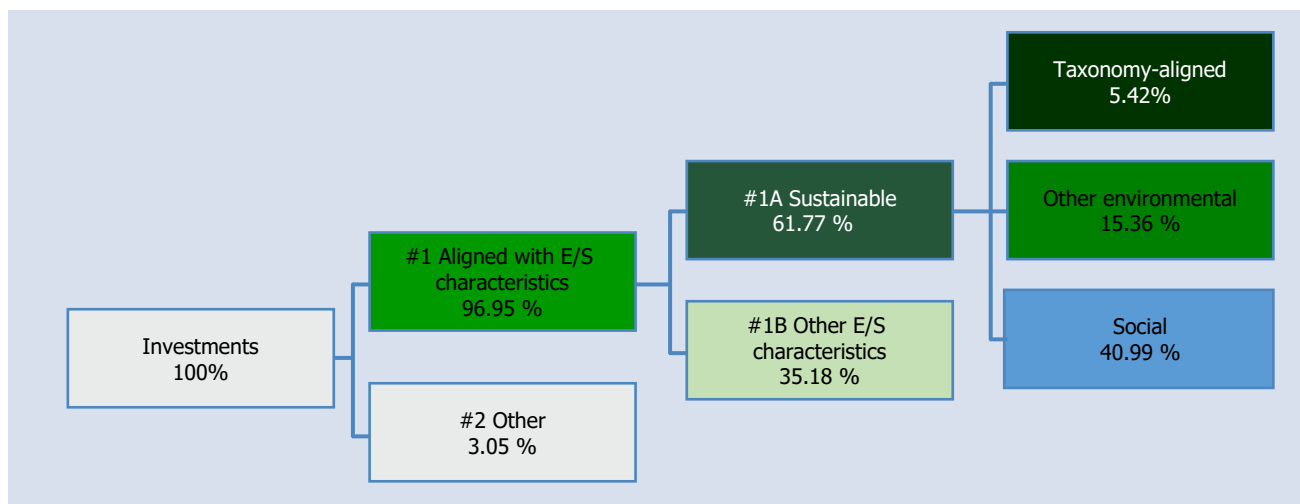 Investments
100%
#1 Aligned with E/S
characteristics
96.95 %
#2 Other
3.05 %
#1A Sustainable
61.77 %
#1B Other E/S
characteristics
35.18 %
Taxonomy-aligned
5.42%
Other environmental
15.36 %
Social
40.99 %